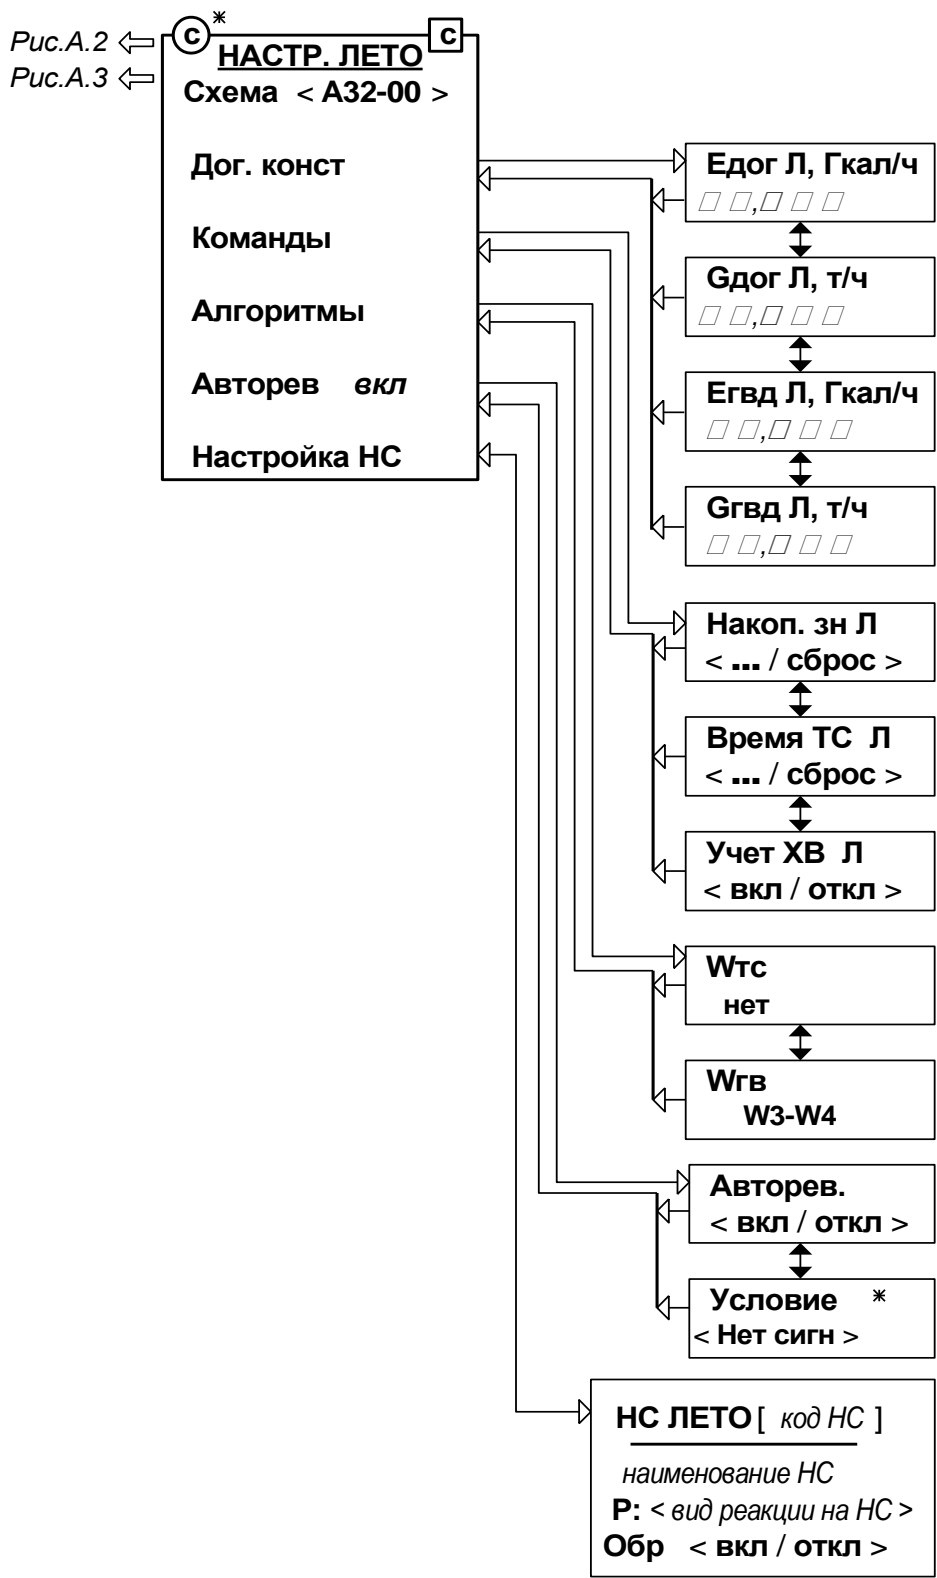 Рис.А.2
Рис.А.3
С * С
НАСТР. ЛЕТО
Схема < А32-00 >
Дог. конст
Команды
Алгоритмы
Авторев вкл
Настройка НС
Едог Л, Гкал/ч
□ □,□ □ □
Gдог Л, т/ч
□ □,□ □ □
Егвд Л, Гкал/ч
□ □,□ □ □
Gгвд Л, т/ч
□ □,□ □ □
Накоп. зн Л
< ... / сброс >
Время ТС Л
< ... / сброс >
Учет ХВ Л
< вкл / откл >
Wтс
нет
Wгв
W3-W4
Авторев.
< вкл / откл >
Условие *
< Нет сигн >
НС ЛЕТО [ код НС ]
наименование НС
Р: < вид реакции на НС >
Обр < вкл / откл >